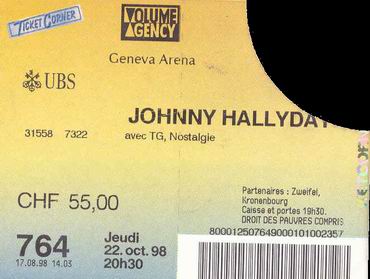 TICKET CORNER
VOLUME
AGENCY
Geneva Arena
UBS
JOHNNY HALLYDAY
31558 7322
avec TG, Nostalgie
CHF 55,00
Partenaires : Zweifel,
Kronenbourg
Caisse et portes 19h30.
DROIT DES PAUVRES COMPRIS
8000125076490001010002357
764
Jeudi
17.08.98 14.03
22. oct. 98
20h30